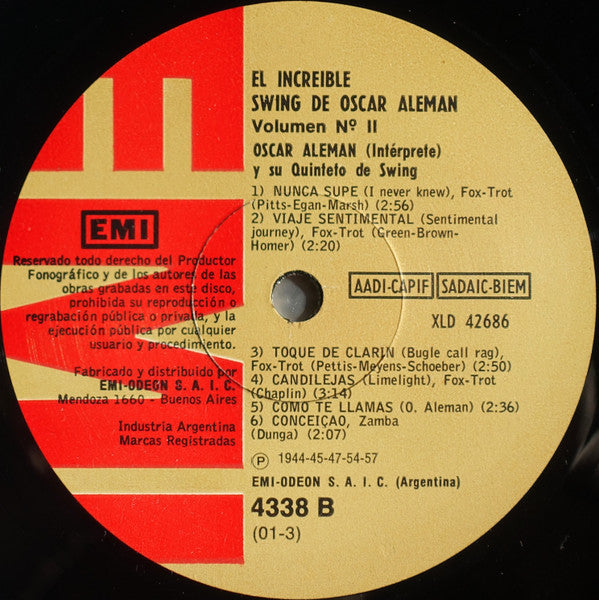 EL INCREIBLE
SWING DE OSCAR ALEMAN
Volumen Nº II
OSCAR ALEMAN (Intérprete)
y su Quinteto de Swing
1) NUNCA SUPE (I never knew), Fox-Trot
(Pitts-Egan-Marsh) (2:56)
2) VIAJE SENTIMENTAL (Sentimental
journey), Fox-Trot (Green-Brown-
Homer) (2:20)
EMI
Reservado todo derecho del Productor
Fonográfico y de los autores de las
obras grabadas en este disco,
prohibida su reproducción o
regrabación pública o privada, y la
ejecución pública por cualquier
usuario y procedimiento.
Fabricado y distribuido por
EMI-ODEON S. A. I. C.
Mendoza 1660 - Buenos Aires
Industria Argentina
Marcas Registradas
AADI-CAPIF SADAIC-BIEM
XLD 42686
3) TOQUE DE CLARIN (Bugle call rag),
Fox-Trot (Pettis-Meyens-Schoeber) (2:50)
4) CANDILEJAS (Limelight), Fox-Trot
(Chaplin) (3:14)
5) COMO TE LLAMAS (O. Aleman) (2:36)
6) CONCEIÇAO, Zamba
(Dunga) (2:07)
Ⓟ 1944-45-47-54-57
EMI-ODEON S. A. I. C. (Argentina)
4338 B
(01-3)